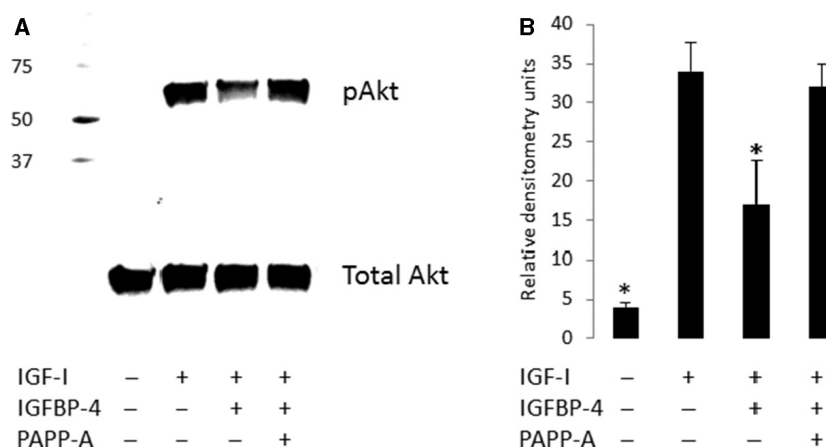 A
75
50
37
pAkt
Total Akt
IGF-I – + + +
IGFBP-4 – – + +
PAPP-A – – – +
B
Relative densitometry units
40
35
30
25
20
15
10
5
0
*
*
IGF-I – + + +
IGFBP-4 – – + +
PAPP-A – – – +